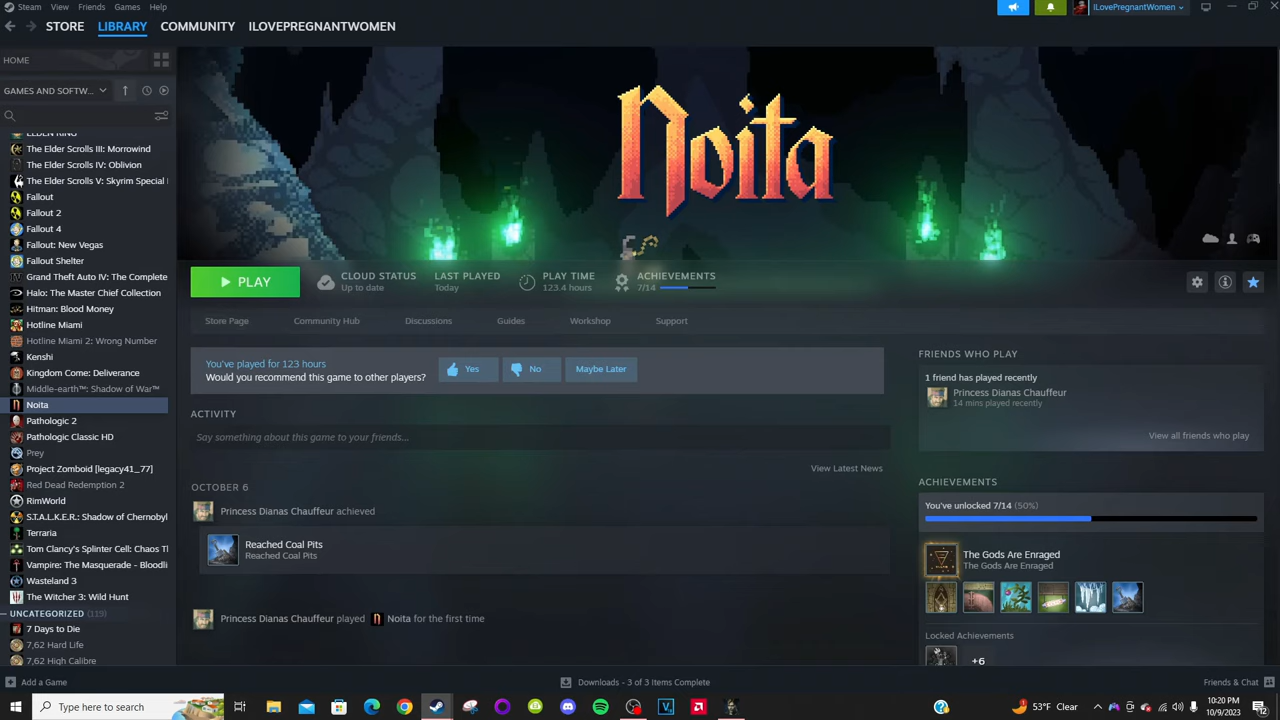 Steam View Friends Games Help
ILovePregnantWomen
STORE LIBRARY COMMUNITY ILOVEPREGNANTWOMEN
HOME
GAMES AND SOFTW...
ELDEN RING
The Elder Scrolls III: Morrowind
The Elder Scrolls IV: Oblivion
The Elder Scrolls V: Skyrim Special
Fallout
Fallout 2
Fallout 4
Fallout: New Vegas
Fallout Shelter
Grand Theft Auto IV: The Complete
Halo: The Master Chief Collection
Hitman: Blood Money
Hotline Miami
Hotline Miami 2: Wrong Number
Kenshi
Kingdom Come: Deliverance
Middle-earth™: Shadow of War™
Noita
Pathologic 2
Pathologic Classic HD
Prey
Project Zomboid [legacy41_77]
Red Dead Redemption 2
RimWorld
S.T.A.L.K.E.R.: Shadow of Chernobyl
Terraria
Tom Clancy's Splinter Cell: Chaos Th
Vampire: The Masquerade - Bloodli
Wasteland 3
The Witcher 3: Wild Hunt
UNCATEGORIZED (119)
7 Days to Die
7,62 Hard Life
7,62 High Calibre
Noita
PLAY
CLOUD STATUS
Up to date
LAST PLAYED
Today
PLAY TIME
123.4 hours
ACHIEVEMENTS
7/14
Store Page Community Hub Discussions Guides Workshop Support
You've played for 123 hours
Would you recommend this game to other players?
Yes No Maybe Later
ACTIVITY
Say something about this game to your friends...
View Latest News
OCTOBER 6
Princess Dianas Chauffeur achieved
Reached Coal Pits
Reached Coal Pits
Princess Dianas Chauffeur played Noita for the first time
FRIENDS WHO PLAY
1 friend has played recently
Princess Dianas Chauffeur
14 mins played recently
View all friends who play
ACHIEVEMENTS
You've unlocked 7/14 (50%)
The Gods Are Enraged
The Gods Are Enraged
Locked Achievements
+6
Add a Game
Downloads - 3 of 3 Items Complete
Friends & Chat
Type here to search
53°F Clear
10:20 PM
10/9/2023